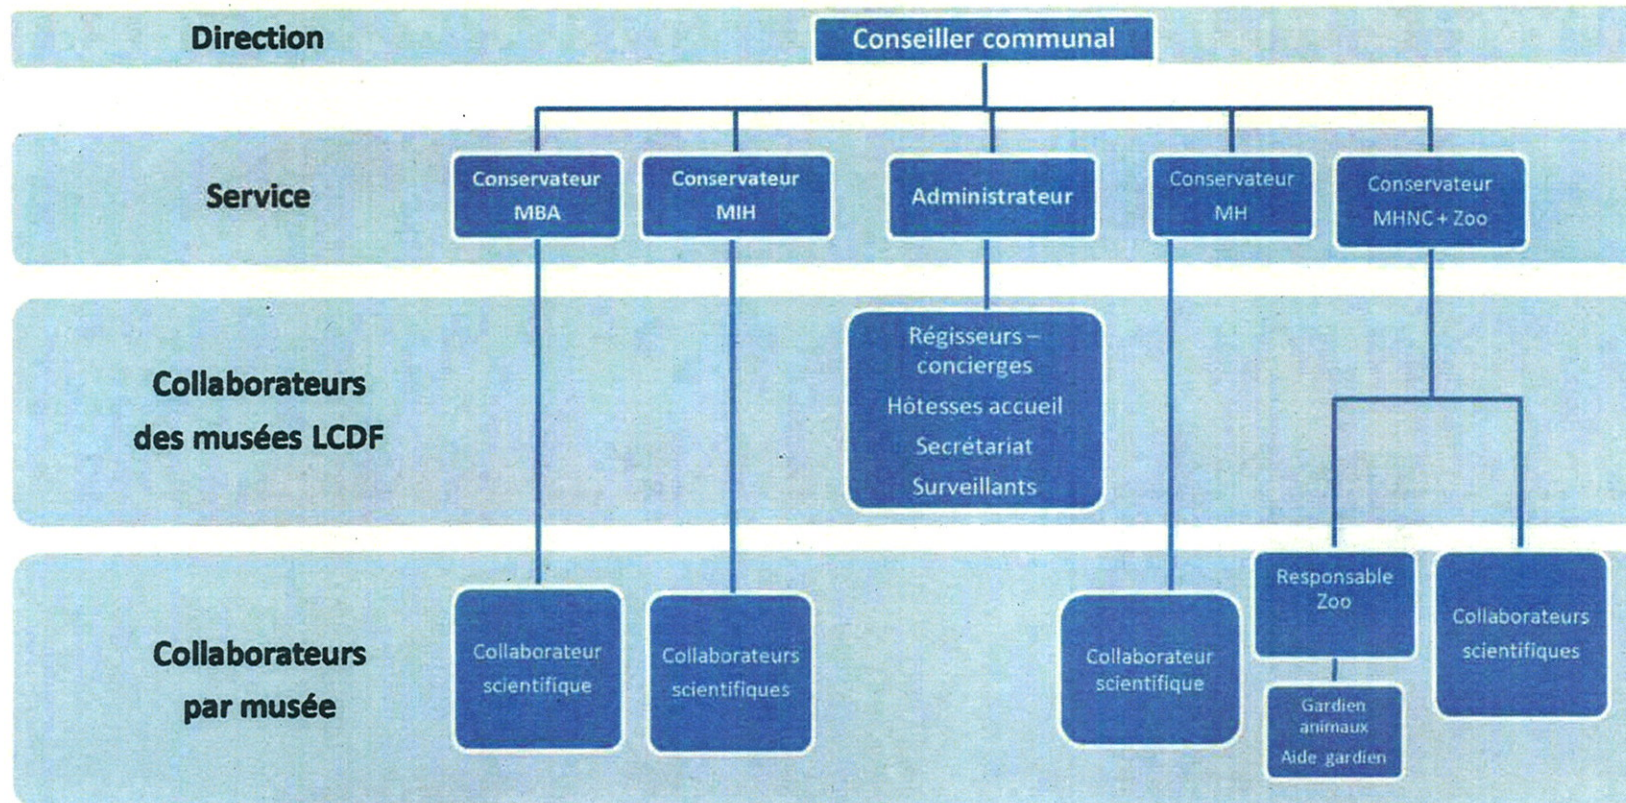 Direction
Conseiller communal
Service
Conservateur
MBA
Conservateur
MIH
Administrateur
Conservateur
MH
Conservateur
MHNC + Zoo
Collaborateurs
des musées LCDF
Régisseurs –
concierges
Hôtesses accueil
Secrétariat
Surveillants
Collaborateurs
par musée
Collaborateur
scientifique
Collaborateurs
scientifiques
Collaborateur
scientifique
Responsable
Zoo
Gardien
animaux
Aide gardien
Collaborateurs
scientifiques